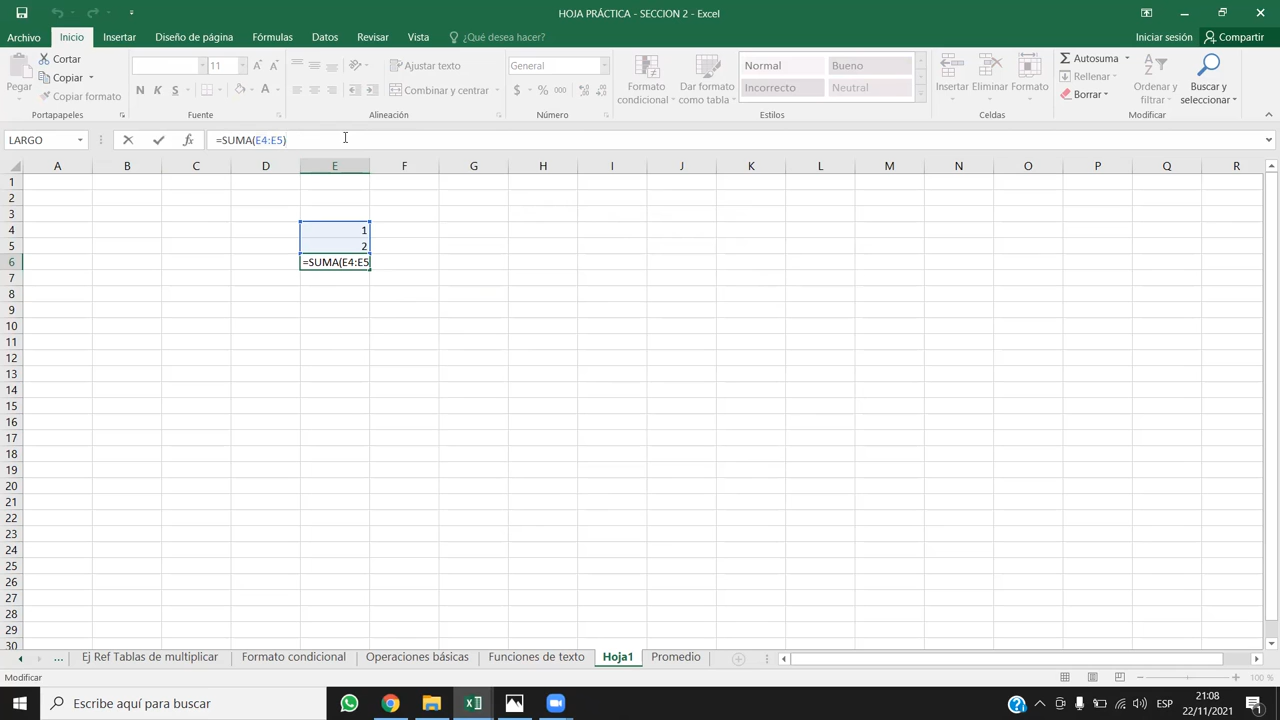 HOJA PRÁCTICA - SECCION 2 - Excel
Archivo Inicio Insertar Diseño de página Fórmulas Datos Revisar Vista ¿Qué desea hacer? Iniciar sesión Compartir
Pegar
Cortar
Copiar
Copiar formato
Portapapeles
11
N K S
Fuente
Ajustar texto
Combinar y centrar
Alineación
General
$ % 000
Número
Formato condicional
Dar formato como tabla
Normal Bueno
Incorrecto Neutral
Estilos
Insertar Eliminar Formato
Celdas
Autosuma
Rellenar
Borrar
Ordenar y filtrar
Buscar y seleccionar
Modificar
LARGO fx =SUMA(E4:E5)
A B C D E F G H I J K L M N O P Q R
1
2
3
4 1
5 2
6 =SUMA(E4:E5
7
8
9
10
11
12
13
14
15
16
17
18
19
20
21
22
23
24
25
26
27
28
29
30
... Ej Ref Tablas de multiplicar Formato condicional Operaciones básicas Funciones de texto Hoja1 Promedio
Modificar 100 %
Escribe aquí para buscar ESP 21:08
22/11/2021 1